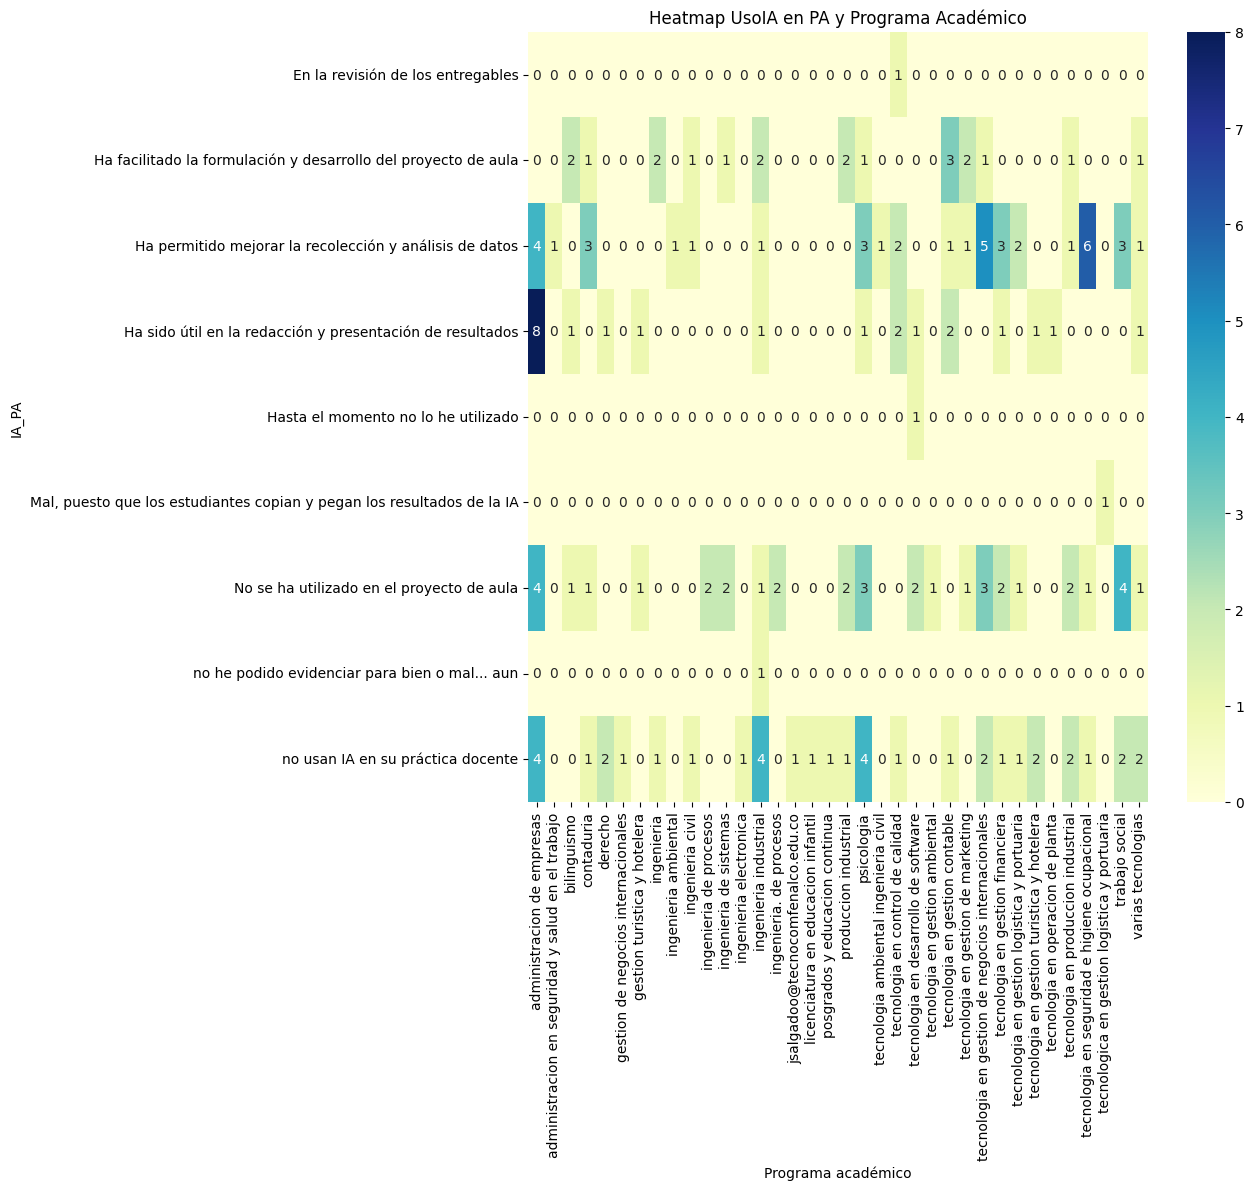 Heatmap UsoIA en PA y Programa Académico
IA_PA
En la revisión de los entregables 0 0 0 0 0 0 0 0 0 0 0 0 0 0 0 0 0 0 0 0 0 1 0 0 0 0 0 0 0 0 0 0 0 0 0 0
Ha facilitado la formulación y desarrollo del proyecto de aula 0 0 2 1 0 0 0 2 0 1 0 1 0 2 0 0 0 0 2 1 0 0 0 0 3 2 1 0 0 0 0 1 0 0 0 1
Ha permitido mejorar la recolección y análisis de datos 4 1 0 3 0 0 0 0 1 1 0 0 0 1 0 0 0 0 0 3 1 2 0 0 1 1 5 3 2 0 0 1 6 0 3 1
Ha sido útil en la redacción y presentación de resultados 8 0 1 0 1 0 1 0 0 0 0 0 0 1 0 0 0 0 0 1 0 2 1 0 2 0 0 1 0 1 1 0 0 0 0 1
Hasta el momento no lo he utilizado 0 0 0 0 0 0 0 0 0 0 0 0 0 0 0 0 0 0 0 0 0 0 1 0 0 0 0 0 0 0 0 0 0 0 0 0
Mal, puesto que los estudiantes copian y pegan los resultados de la IA 0 0 0 0 0 0 0 0 0 0 0 0 0 0 0 0 0 0 0 0 0 0 0 0 0 0 0 0 0 0 0 0 0 1 0 0
No se ha utilizado en el proyecto de aula 4 0 1 1 0 0 1 0 0 0 2 2 0 1 2 0 0 0 2 3 0 0 2 1 0 1 3 2 1 0 0 2 1 0 4 1
no he podido evidenciar para bien o mal... aun 0 0 0 0 0 0 0 0 0 0 0 0 0 1 0 0 0 0 0 0 0 0 0 0 0 0 0 0 0 0 0 0 0 0 0 0
no usan IA en su práctica docente 4 0 0 1 2 1 0 1 0 1 0 0 1 4 0 1 1 1 1 4 0 1 0 0 1 0 2 1 1 2 0 2 1 0 2 2
administracion de empresas
administracion en seguridad y salud en el trabajo
bilinguismo
contaduria
derecho
gestion de negocios internacionales
gestion turistica y hotelera
ingenieria
ingenieria ambiental
ingenieria civil
ingenieria de procesos
ingenieria de sistemas
ingenieria electronica
ingenieria industrial
ingenieria. de procesos
jsalgadoo@tecnocomfenalco.edu.co
licenciatura en educacion infantil
posgrados y educacion continua
produccion industrial
psicologia
tecnologia ambiental ingenieria civil
tecnologia en control de calidad
tecnologia en desarrollo de software
tecnologia en gestion ambiental
tecnologia en gestion contable
tecnologia en gestion de marketing
tecnologia en gestion de negocios internacionales
tecnologia en gestion financiera
tecnologia en gestion logistica y portuaria
tecnologia en gestion turistica y hotelera
tecnologia en operacion de planta
tecnologia en produccion industrial
tecnologia en seguridad e higiene ocupacional
tecnologica en gestion logistica y portuaria
trabajo social
varias tecnologias
Programa académico
8
7
6
5
4
3
2
1
0